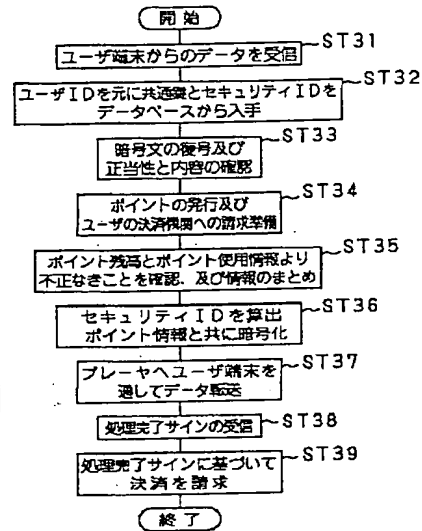 開始
ユーザ端末からのデータを受信
ST31
ユーザIDを元に共通鍵とセキュリティIDを
データベースから入手
ST32
暗号文の復号及び
正当性と内容の確認
ST33
ポイントの発行及び
ユーザの決済機関への請求準備
ST34
ポイント残高とポイント使用情報より
不正なきことを確認、及び情報のまとめ
ST35
セキュリティIDを算出
ポイント情報と共に暗号化
ST36
プレーヤへユーザ端末を
通してデータ転送
ST37
処理完了サインの受信
ST38
処理完了サインに基づいて
決済を請求
ST39
終了